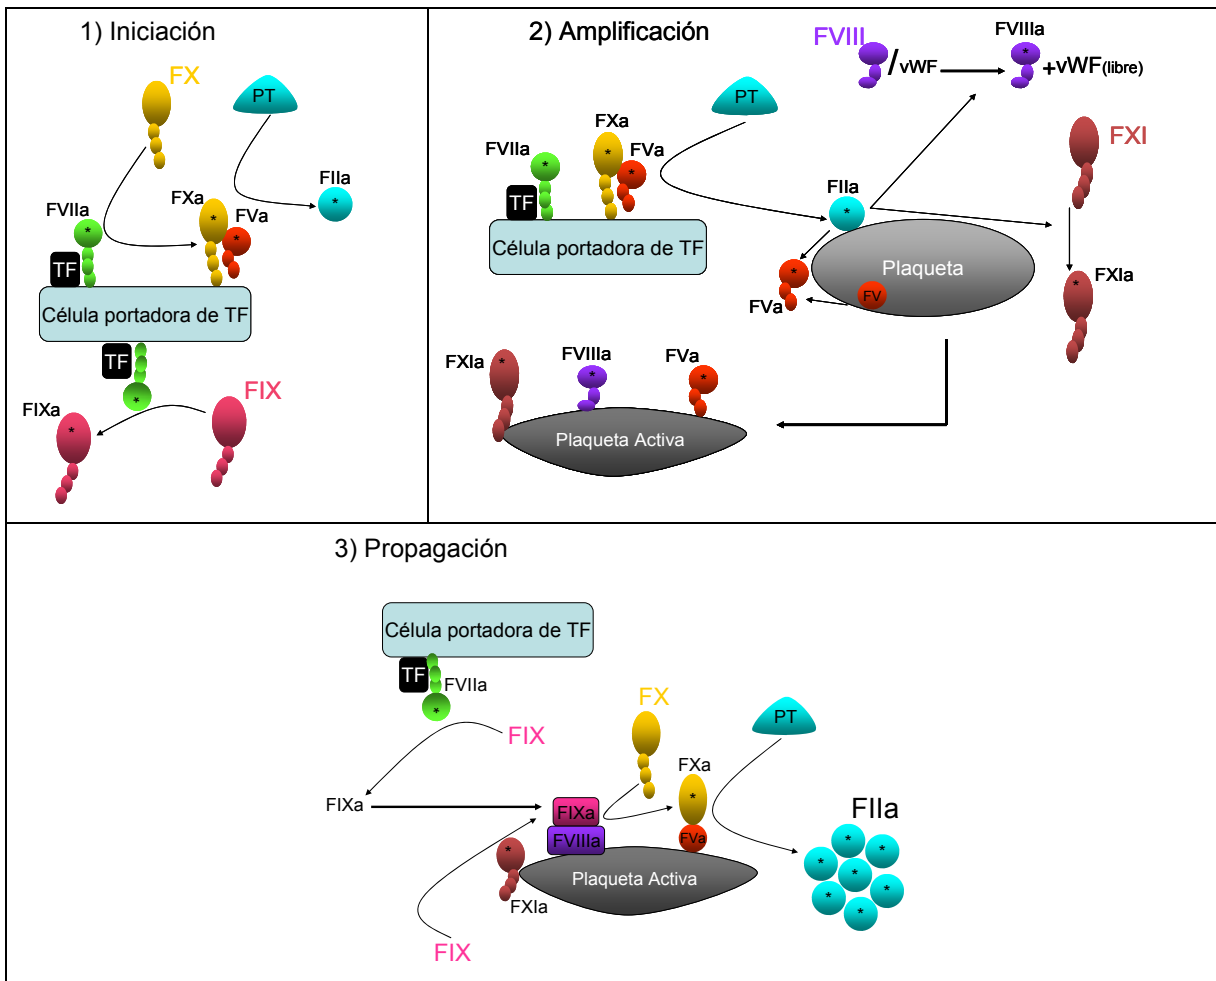 1) Iniciación
FX
PT
FIIa
*
FXa
FVIIa
FVa
*
*
*
TF
Célula portadora de TF
TF
*
FIX
FIXa
*
2) Amplificación
FVIII
/vWF
FVIIIa
*
+vWF(libre)
PT
FXI
FXa
FVa
FVIIa
*
*
*
TF
Célula portadora de TF
FIIa
*
Plaqueta
*
FV
FVa
FXIa
*
FXIa
FVIIIa
FVa
*
*
*
Plaqueta Activa
3) Propagación
Célula portadora de TF
TF
FVIIa
*
FX
PT
FIX
FXa
FIXa
FIXa
*
FIIa
FVIIIa
FVa
*
Plaqueta Activa
FXIa
FIX
*
*
*
*
*
*
*